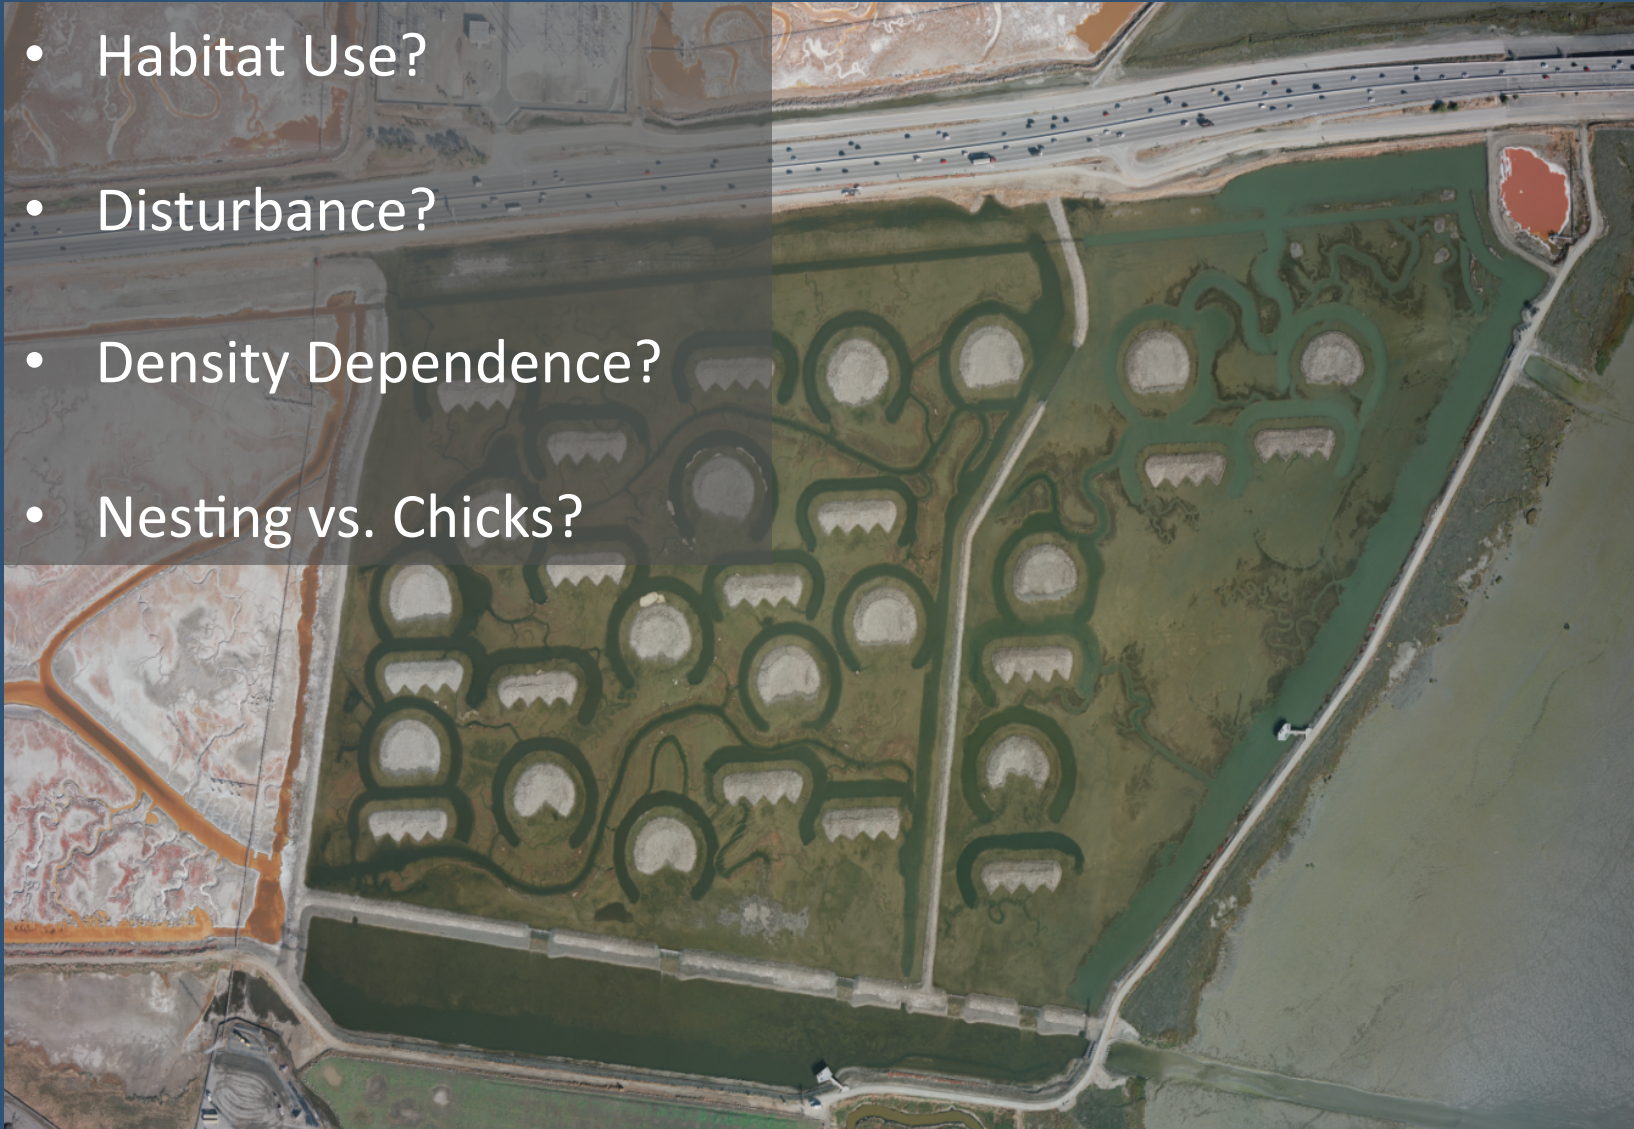 • Habitat Use?
• Disturbance?
• Density Dependence?
• Nesting vs. Chicks?